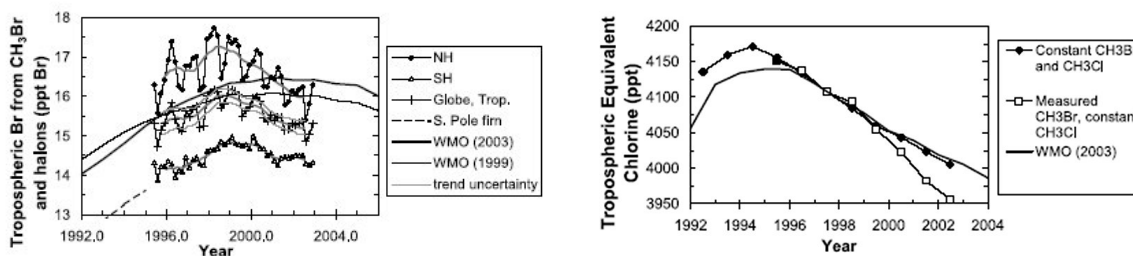 Tropospheric Br from CH3Br
and halons (ppt Br)
18
17
16
15
14
13
1992,0
1996,0
2000,0
2004,0
Year
NH
SH
Globe, Trop.
S. Pole firn
WMO (2003)
WMO (1999)
trend uncertainty
Tropospheric Equivalent
Chlorine (ppt)
4200
4150
4100
4050
4000
3950
1992
1994
1996
1998
2000
2002
2004
Year
Constant CH3B
and CH3Cl
Measured
CH3Br, constan
CH3Cl
WMO (2003)